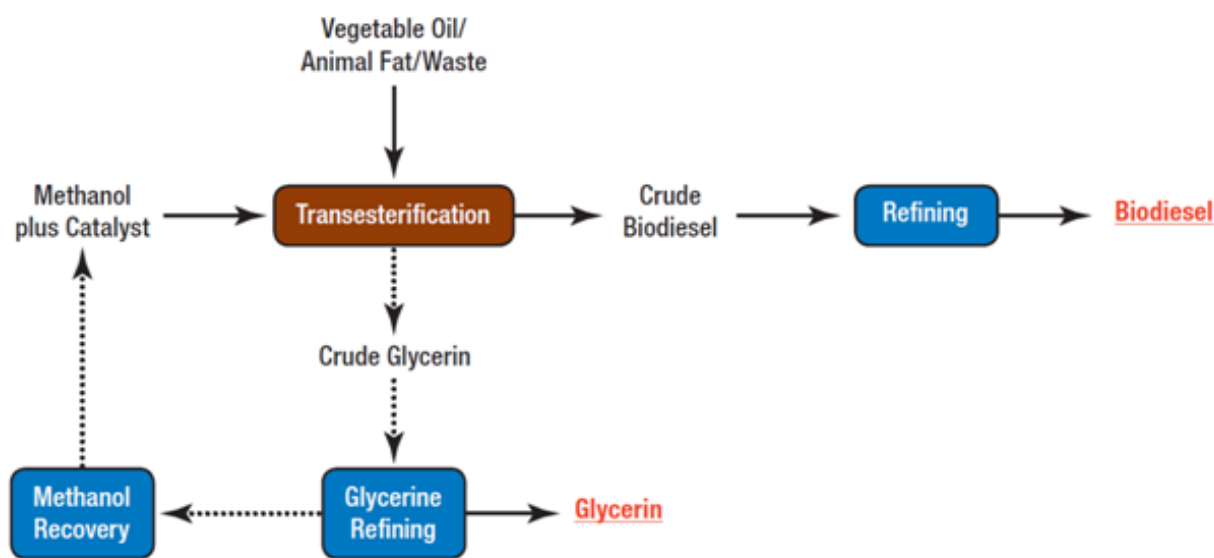 Vegetable Oil/
Animal Fat/Waste
Methanol
plus Catalyst
Transesterification
Crude
Biodiesel
Refining
Biodiesel
Crude Glycerin
Methanol
Recovery
Glycerine
Refining
Glycerin